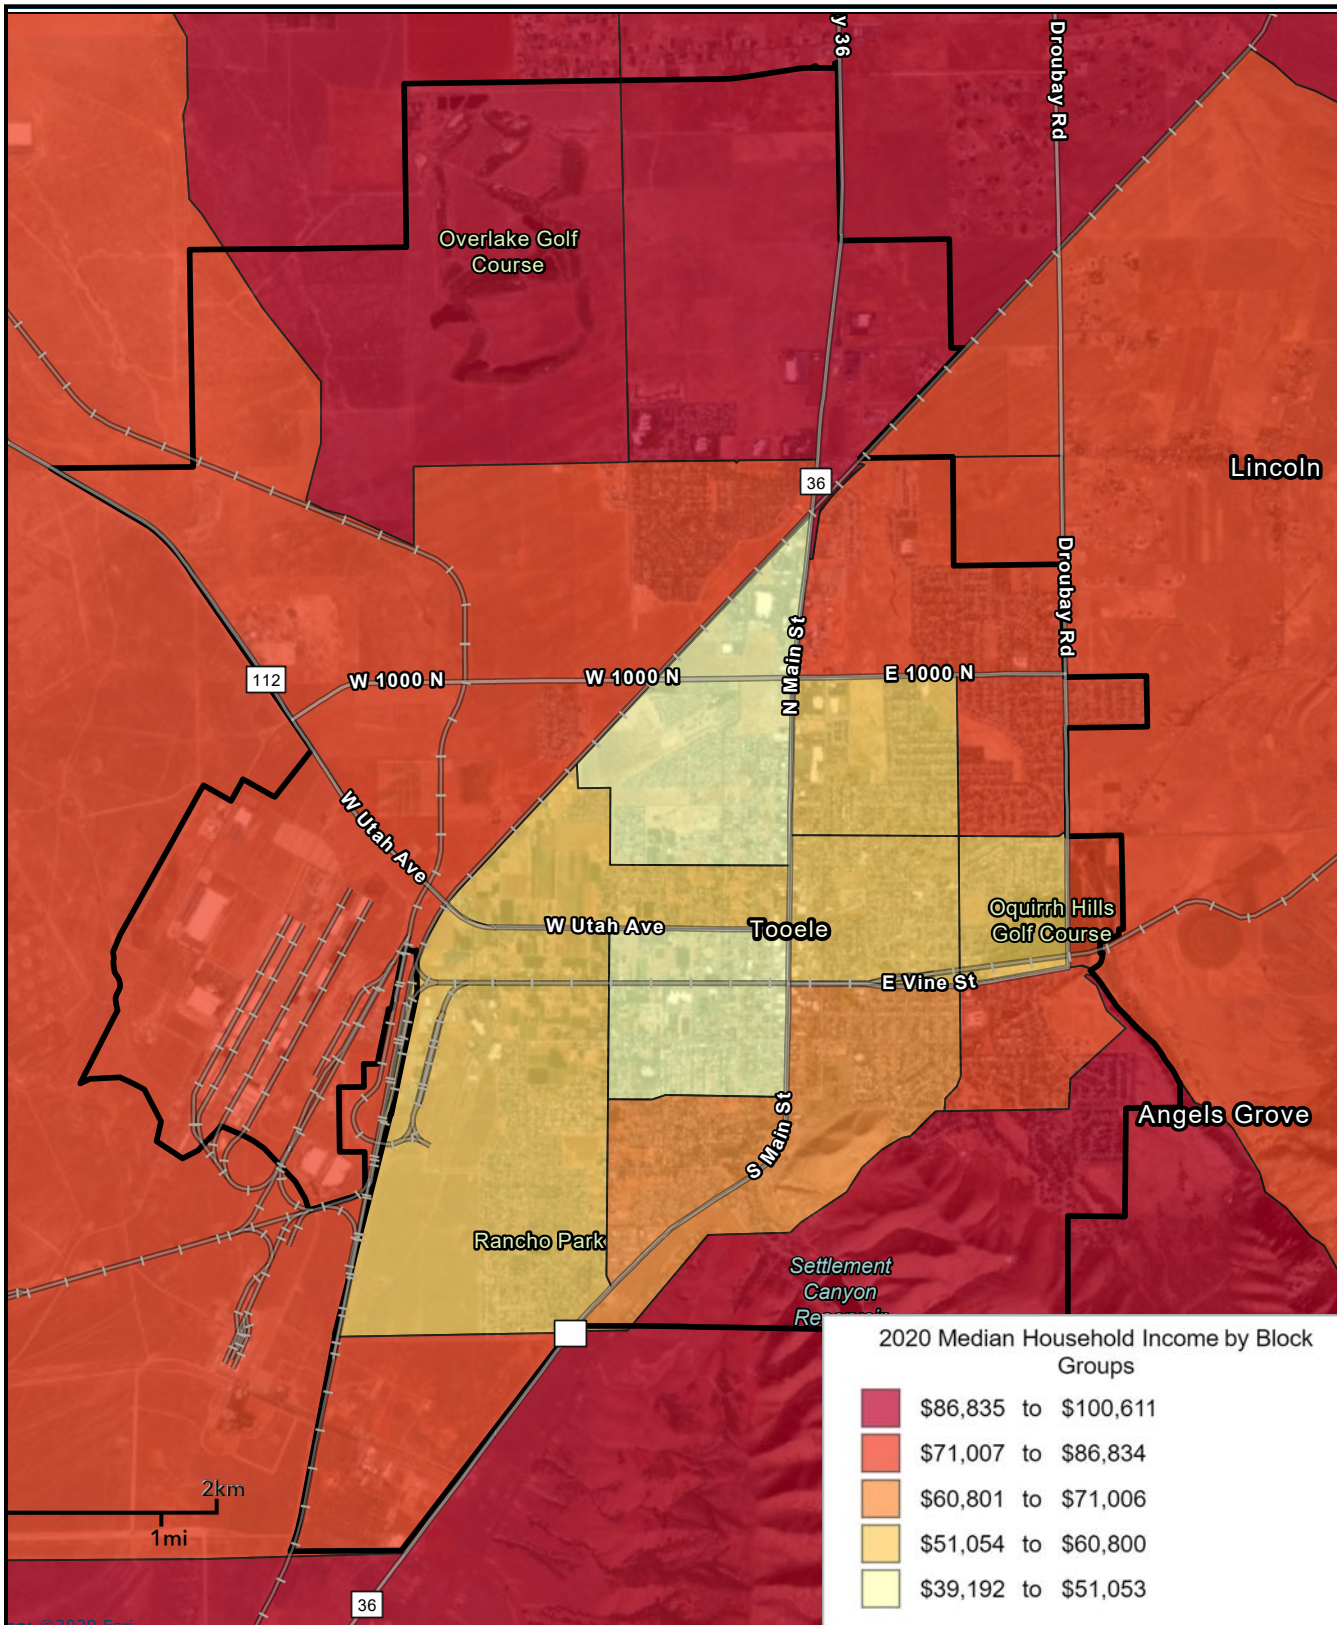 y 36
Droubay Rd
Overlake Golf
Course
Lincoln
36
Droubay Rd
N Main St
112
W 1000 N
W 1000 N
E 1000 N
W Utah Ave
W Utah Ave
Tooele
Oquirrh Hills
Golf Course
E Vine St
S Main St
Angels Grove
Rancho Park
Settlement
Canyon
2020 Median Household Income by Block
Groups
$86,835 to $100,611
$71,007 to $86,834
$60,801 to $71,006
$51,054 to $60,800
$39,192 to $51,053
2km
1mi
36